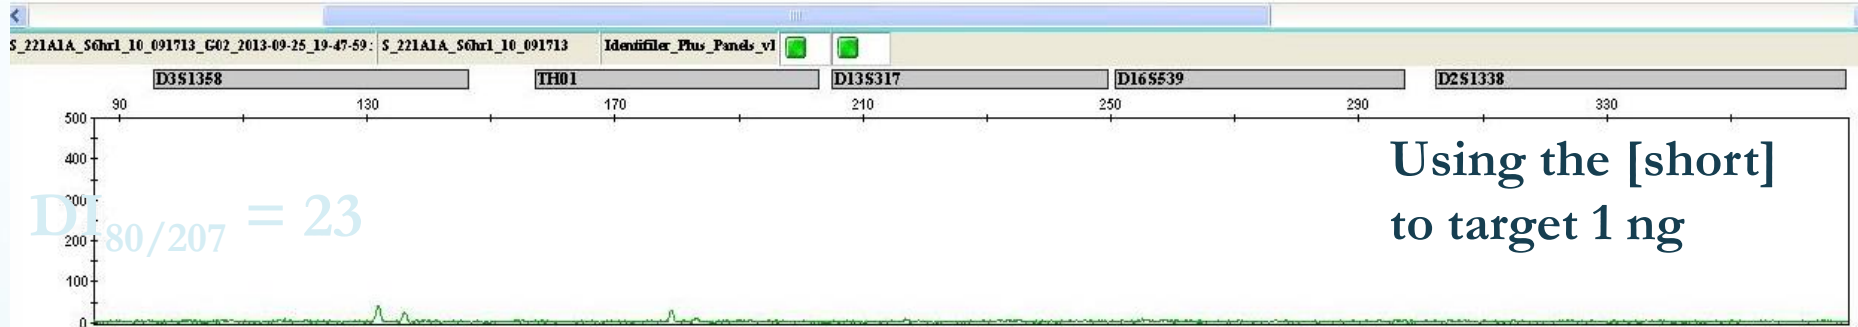 S_221A1A_S6hr1_10_091713_G02_2013-09-25_19-47-59: S_221A1A_S6hr1_10_091713 Identifiler_Plus_Panels_v1
D3S1358 TH01 D13S317 D16S539 D2S1338
90 130 170 210 250 290 330
500
400
300
200
100
0
DI80/207 = 23
Using the [short]
to target 1 ng